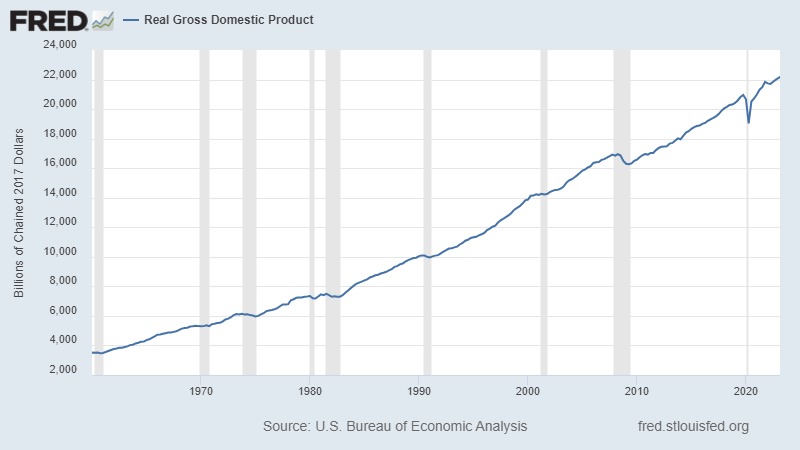 FRED
Real Gross Domestic Product
24,000
22,000
20,000
18,000
16,000
14,000
12,000
10,000
8,000
6,000
4,000
2,000
Billions of Chained 2017 Dollars
1970 1980 1990 2000 2010 2020
Source: U.S. Bureau of Economic Analysis fred.stlouisfed.org